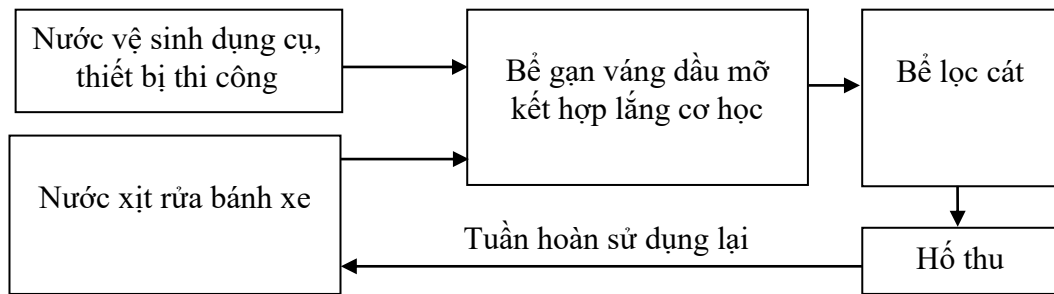 Nước vệ sinh dụng cụ,
thiết bị thi công
Bể gạn váng dầu mỡ
kết hợp lắng cơ học
Bể lọc cát
Nước xịt rửa bánh xe
Tuần hoàn sử dụng lại
Hố thu